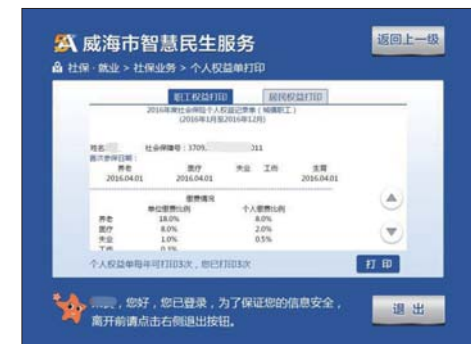 威海市智慧民生服务
返回上一级
社保 · 就业 > 社保业务 > 个人权益单打印
职工权益打印 居民权益打印
2016年度社会保险个人权益记录单（城镇职工）
(2016年1月至2016年12月)
姓名: 社会保障号：3709. 011
首次参保日期：
养老 医疗 失业 工伤 生育
2016.04.01 2016.04.01 2016.04.01
缴费情况
单位缴费比例 个人缴费比例
养老 18.0% 8.0%
医疗 8.0% 2.0%
失业 1.0% 0.5%
个人权益单每年可打印3次，您已打印3次
打 印
，您好，您已登录，为了保证您的信息安全，
离开前请点击右侧退出按钮。
退 出